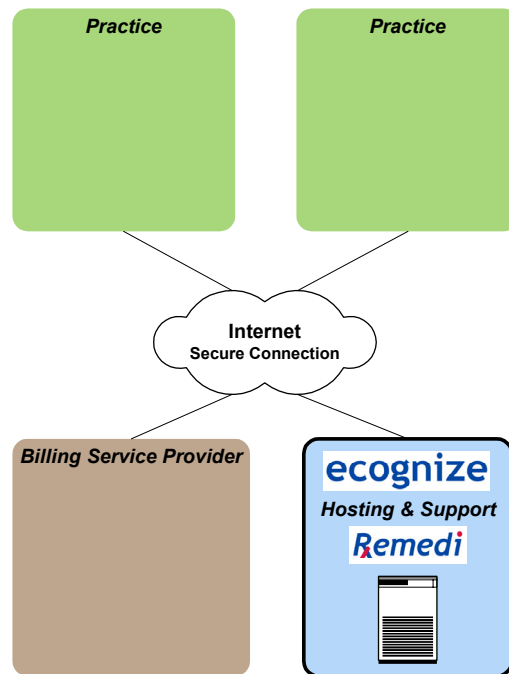 Practice
Practice
Internet
Secure Connection
Billing Service Provider
ecognize
Hosting & Support
Remedi